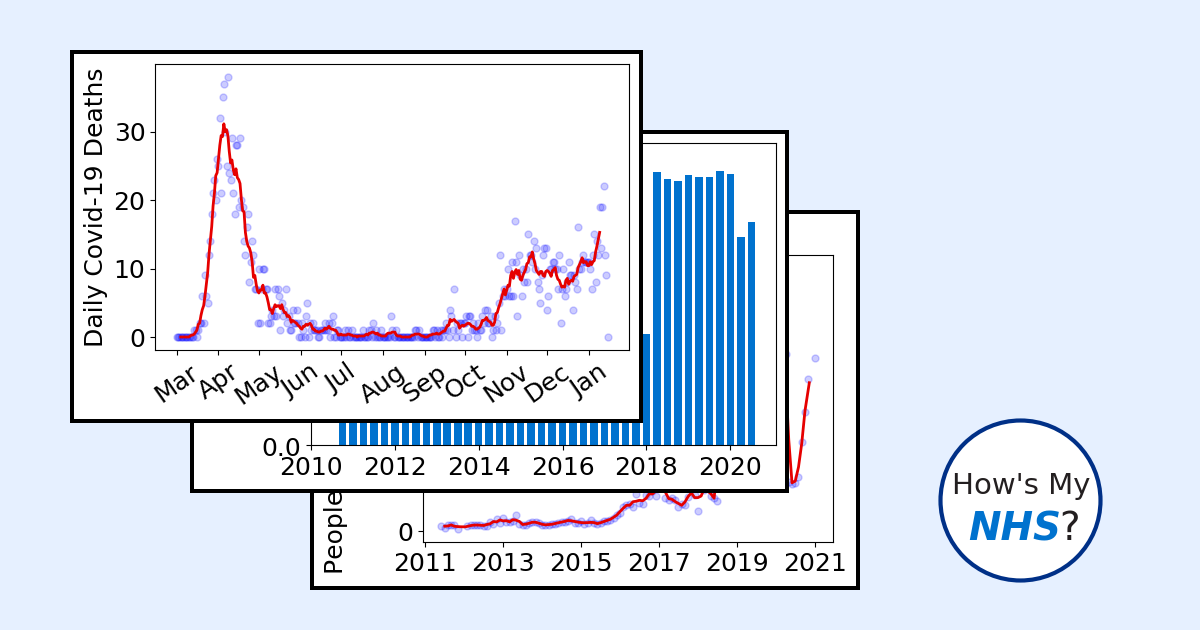 Daily Covid-19 Deaths
30
20
10
0
Mar Apr May Jun Jul Aug Sep Oct Nov Dec Jan
0.0
2010 2012 2014 2016 2018 2020
People
0
2011 2013 2015 2017 2019 2021
How's My
NHS?